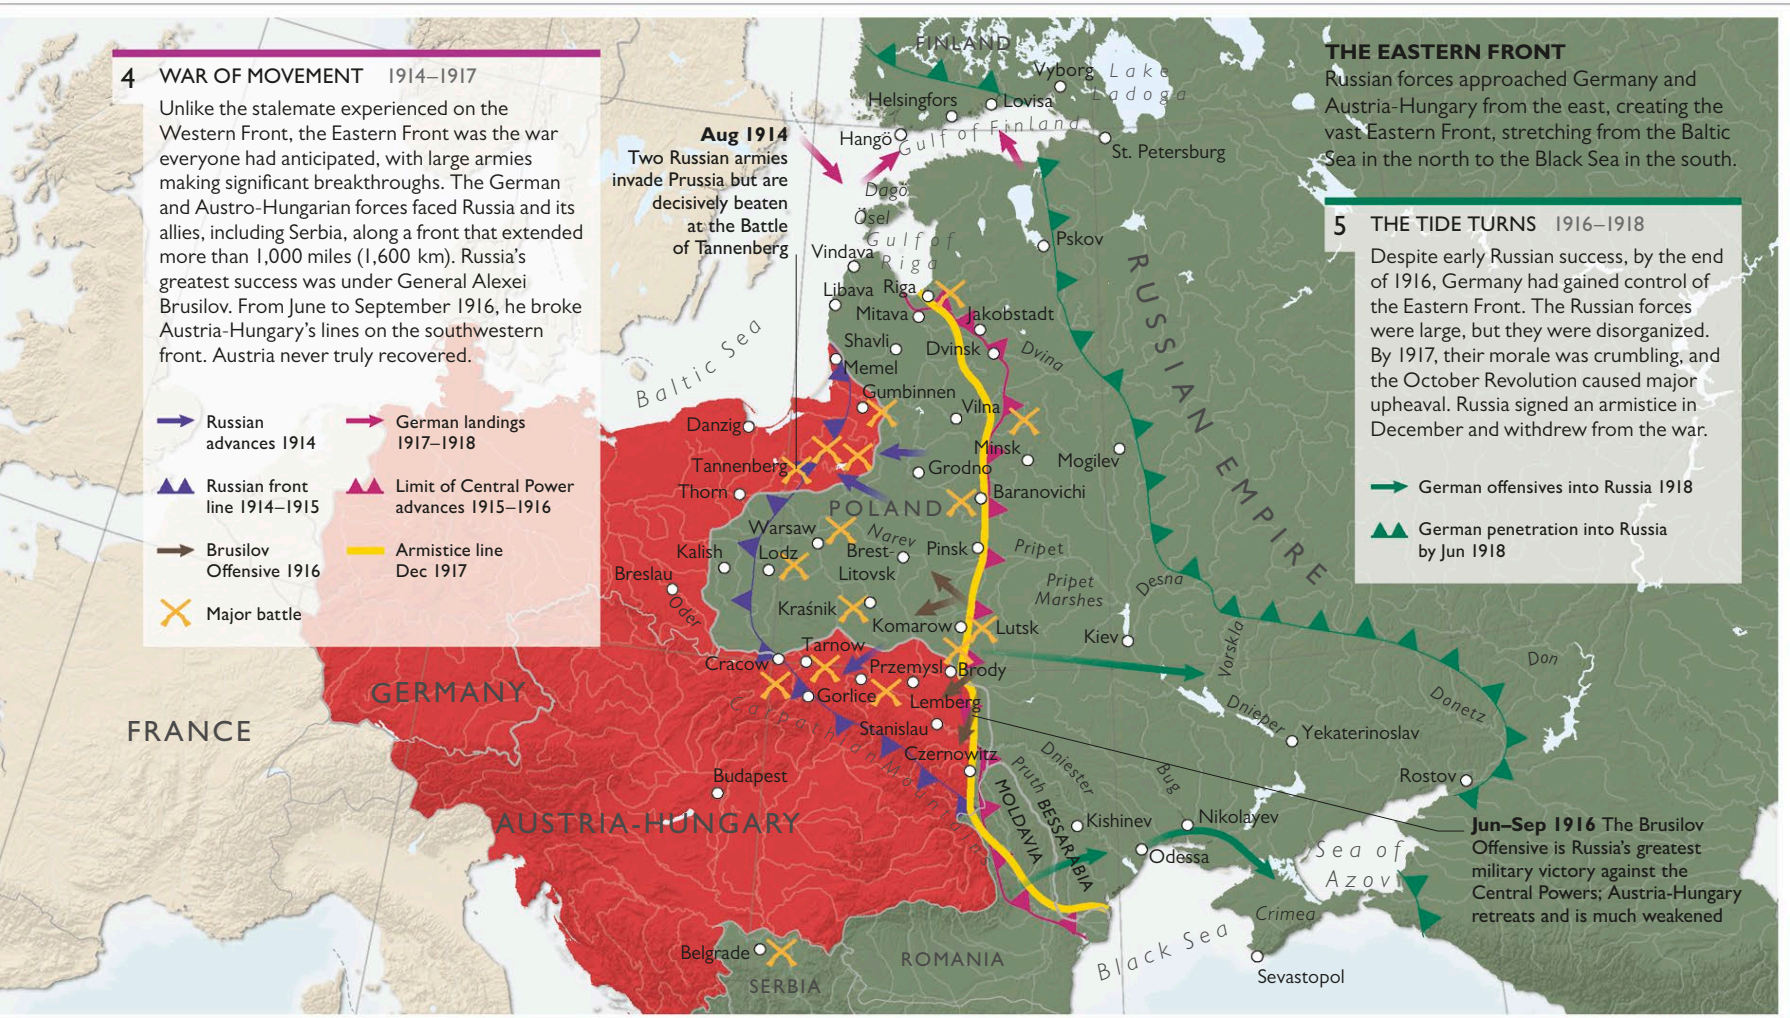 4 WAR OF MOVEMENT 1914–1917
Unlike the stalemate experienced on the
Western Front, the Eastern Front was the war
everyone had anticipated, with large armies
making significant breakthroughs. The German
and Austro-Hungarian forces faced Russia and its
allies, including Serbia, along a front that extended
more than 1,000 miles (1,600 km). Russia's
greatest success was under General Alexei
Brusilov. From June to September 1916, he broke
Austria-Hungary's lines on the southwestern
front. Austria never truly recovered.
Russian
advances 1914
German landings
1917–1918
Russian front
line 1914–1915
Limit of Central Power
advances 1915–1916
Brusilov
Offensive 1916
Armistice line
Dec 1917
Major battle
Aug 1914
Two Russian armies
invade Prussia but are
decisively beaten
at the Battle
of Tannenberg
THE EASTERN FRONT
Russian forces approached Germany and
Austria-Hungary from the east, creating the
vast Eastern Front, stretching from the Baltic
Sea in the north to the Black Sea in the south.
5 THE TIDE TURNS 1916–1918
Despite early Russian success, by the end
of 1916, Germany had gained control of
the Eastern Front. The Russian forces
were large, but they were disorganized.
By 1917, their morale was crumbling, and
the October Revolution caused major
upheaval. Russia signed an armistice in
December and withdrew from the war.
German offensives into Russia 1918
German penetration into Russia
by Jun 1918
FINLAND
Vyborg
Lake
Ladoga
Helsingfors
Lovisa
Hangö
Gulf of Finland
St. Petersburg
Dagö
Ösel
Gulf of
Riga
Pskov
Vindava
Libava
Riga
Mitava
Jakobstadt
Shavli
Dvinsk
Dvina
Baltic Sea
Memel
Gumbinnen
Vilna
Danzig
Minsk
Mogilev
Tannenberg
Grodno
Thorn
Baranovichi
POLAND
RUSSIAN EMPIRE
Warsaw
Narev
Kalish
Lodz
Brest-
Litovsk
Pinsk
Pripet
Breslau
Oder
Pripet
Marshes
Desna
Kraśnik
Komarow
Lutsk
Kiev
Vorskla
Cracow
Tarnow
Przemysl
Brody
Don
Gorlice
Lemberg
Donetz
GERMANY
Carpathian Mountains
Stanislau
Dnieper
Yekaterinoslav
FRANCE
Czernowitz
Dniester
Bug
Rostov
Budapest
Pruth
MOLDAVIA
BESSARABIA
AUSTRIA-HUNGARY
Kishinev
Nikolayev
Odessa
Sea of
Azov
Jun–Sep 1916 The Brusilov
Offensive is Russia's greatest
military victory against the
Central Powers; Austria-Hungary
retreats and is much weakened
Crimea
Belgrade
ROMANIA
Black Sea
Sevastopol
SERBIA